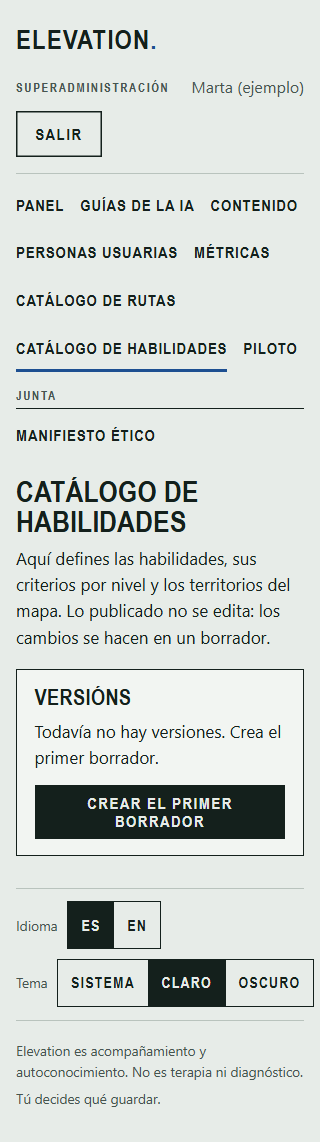 ELEVATION.
SUPERADMINISTRACIÓN Marta (ejemplo)
SALIR
PANEL GUÍAS DE LA IA CONTENIDO
PERSONAS USUARIAS MÉTRICAS
CATÁLOGO DE RUTAS
CATÁLOGO DE HABILIDADES PILOTO
JUNTA
MANIFIESTO ÉTICO
CATÁLOGO DE
HABILIDADES
Aquí defines las habilidades, sus
criterios por nivel y los territorios del
mapa. Lo publicado no se edita: los
cambios se hacen en un borrador.
VERSIÓNS
Todavía no hay versiones. Crea el
primer borrador.
CREAR EL PRIMER
BORRADOR
Idioma ES EN
Tema SISTEMA CLARO OSCURO
Elevation es acompañamiento y
autoconocimiento. No es terapia ni diagnóstico.
Tú decides qué guardar.